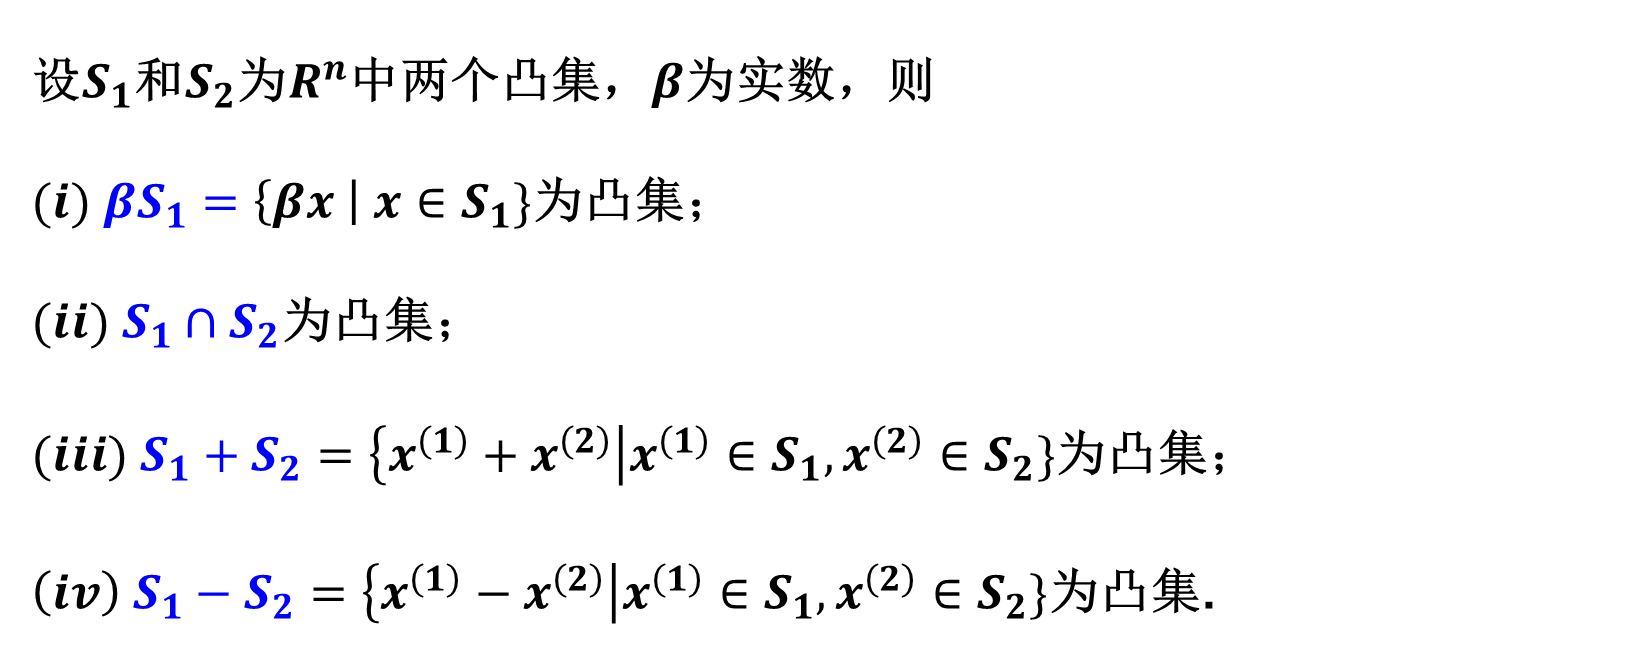 设S₁和S₂为Rⁿ中两个凸集，β为实数，则
(i) βS₁ = {βx | x ∈ S₁}为凸集；
(ii) S₁ ∩ S₂为凸集；
(iii) S₁ + S₂ = {x⁽¹⁾ + x⁽²⁾|x⁽¹⁾ ∈ S₁, x⁽²⁾ ∈ S₂}为凸集；
(iv) S₁ − S₂ = {x⁽¹⁾ − x⁽²⁾|x⁽¹⁾ ∈ S₁, x⁽²⁾ ∈ S₂}为凸集.